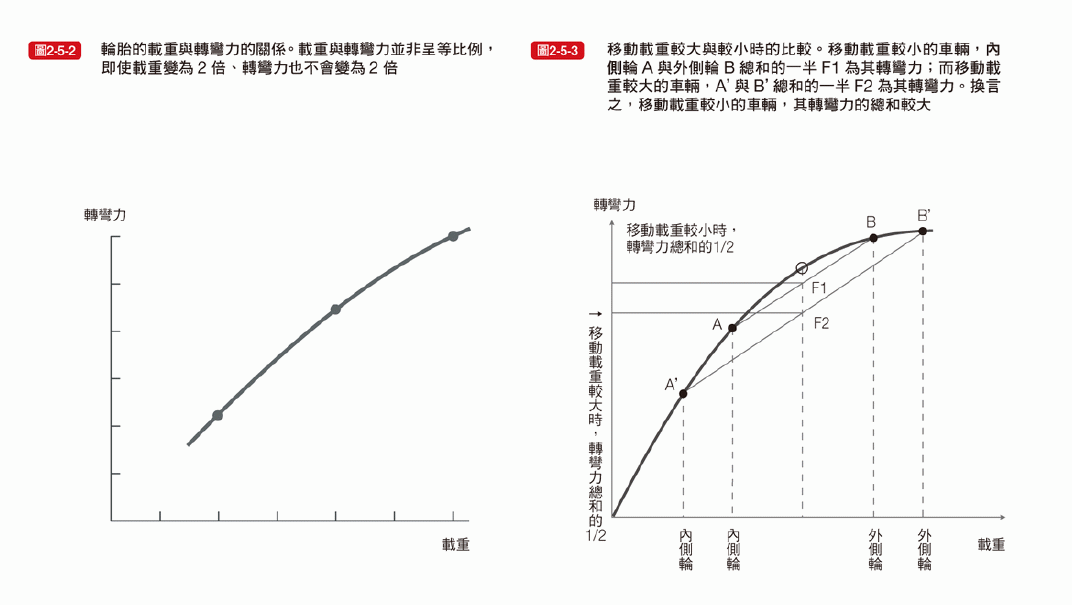 圖2-5-2
輪胎的載重與轉彎力的關係。載重與轉彎力並非呈等比例，
即使載重變為 2 倍、轉彎力也不會變為 2 倍
轉彎力
載重
圖2-5-3
移動載重較大與較小時的比較。移動載重較小的車輛，內
側輪 A 與外側輪 B 總和的一半 F1 為其轉彎力；而移動載
重較大的車輛，A' 與 B' 總和的一半 F2 為其轉彎力。換言
之，移動載重較小的車輛，其轉彎力的總和較大
轉彎力
移動載重較小時，
轉彎力總和的1/2
B
B'
F1
F2
A
A'
→移動載重較大時，轉彎力總和的1/2
內側輪
內側輪
外側輪
外側輪
載重